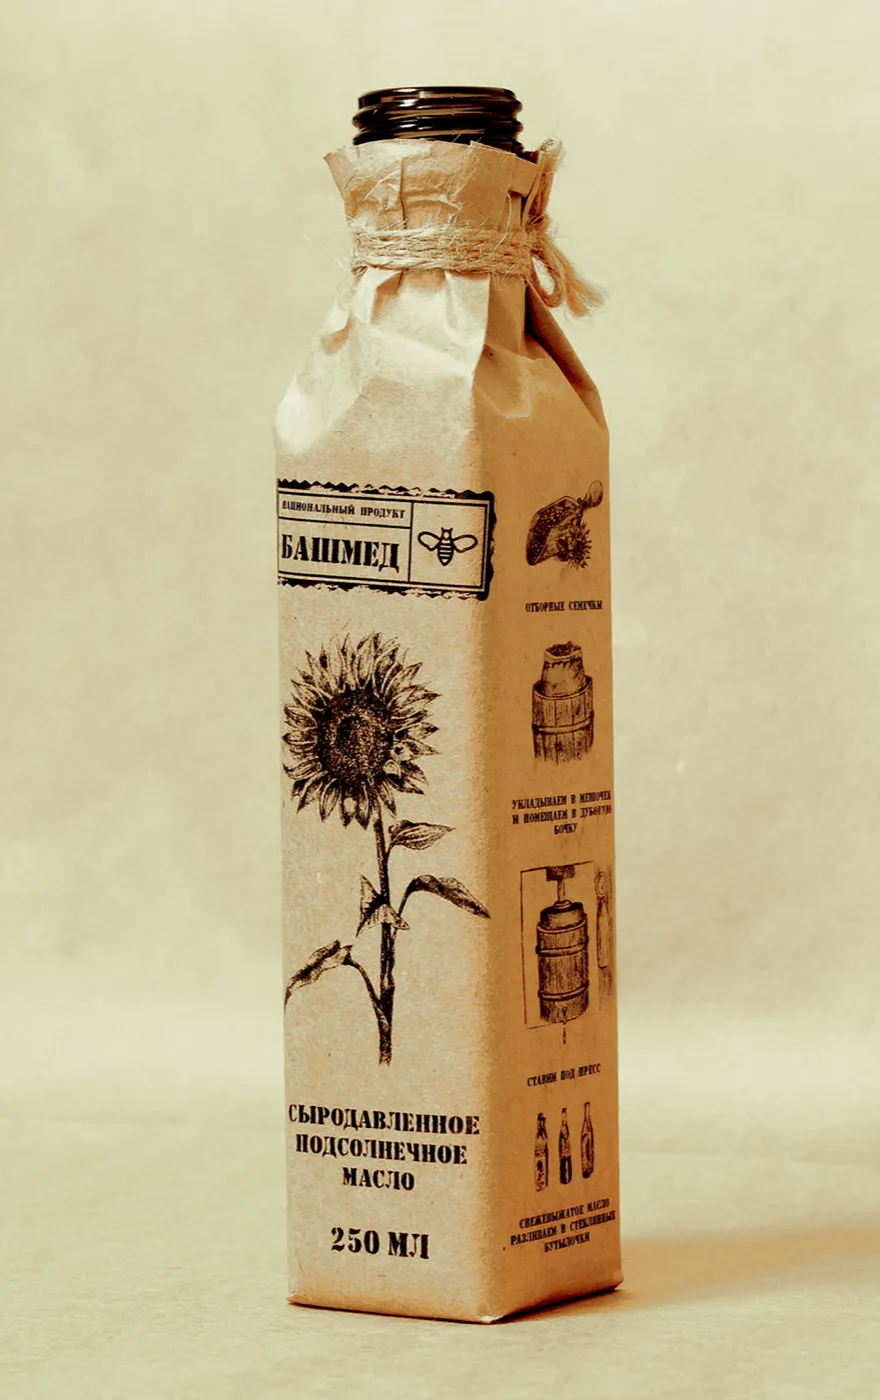 НАЦИОНАЛЬНЫЙ ПРОДУКТ
БАШМЕД
СЫРОДАВЛЕННОЕ
ПОДСОЛНЕЧНОЕ
МАСЛО
250 МЛ
ОТБОРНЫЕ СЕМЕЧКИ
УКЛАДЫВАЕМ В МЕШОЧЕК
И ПОМЕЩАЕМ В ДУБОВУЮ
БОЧКУ
СТАВИМ ПОД ПРЕСС
СВЕЖЕВЫЖАТОЕ МАСЛО
РАЗЛИВАЕМ В СТЕКЛЯННЫЕ
БУТЫЛОЧКИ